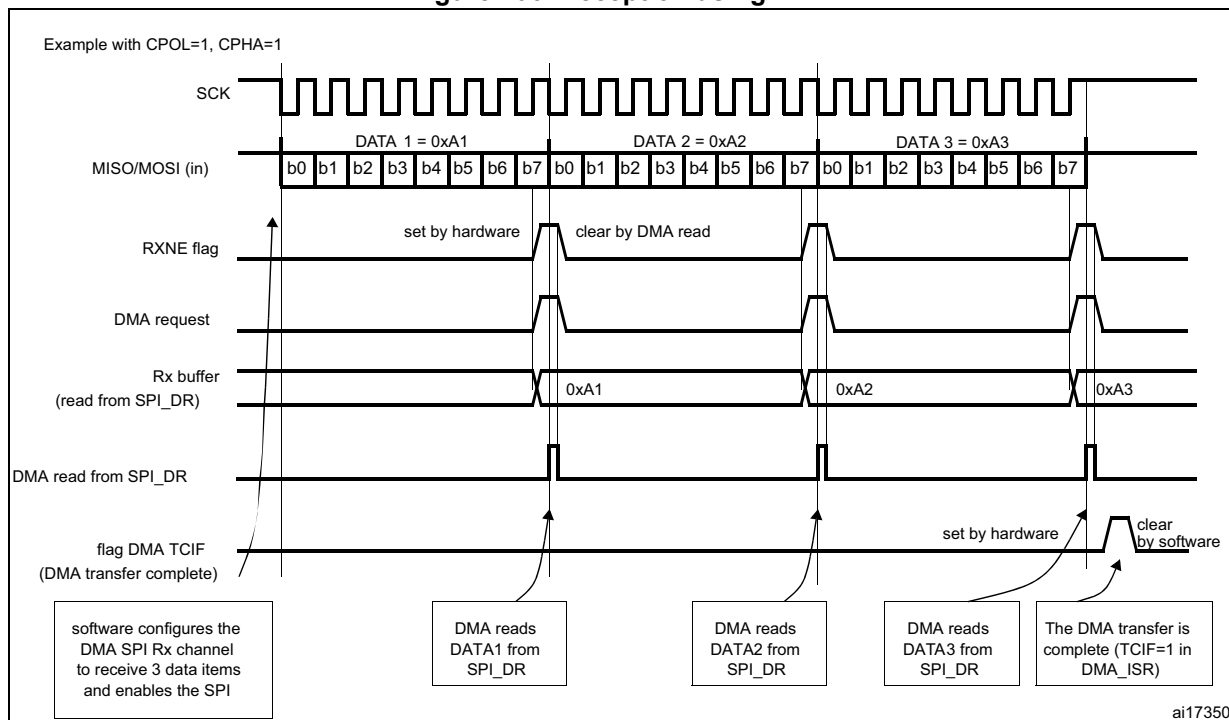 Example with CPOL=1, CPHA=1
SCK
DATA 1 = 0xA1
DATA 2 = 0xA2
DATA 3 = 0xA3
MISO/MOSI (in)
b0 b1 b2 b3 b4 b5 b6 b7 b0 b1 b2 b3 b4 b5 b6 b7 b0 b1 b2 b3 b4 b5 b6 b7
RXNE flag
set by hardware
clear by DMA read
DMA request
Rx buffer
(read from SPI_DR)
0xA1
0xA2
0xA3
DMA read from SPI_DR
flag DMA TCIF
(DMA transfer complete)
set by hardware
clear
by software
software configures the
DMA SPI Rx channel
to receive 3 data items
and enables the SPI
DMA reads
DATA1 from
SPI_DR
DMA reads
DATA2 from
SPI_DR
DMA reads
DATA3 from
SPI_DR
The DMA transfer is
complete (TCIF=1 in
DMA_ISR)
ai17350